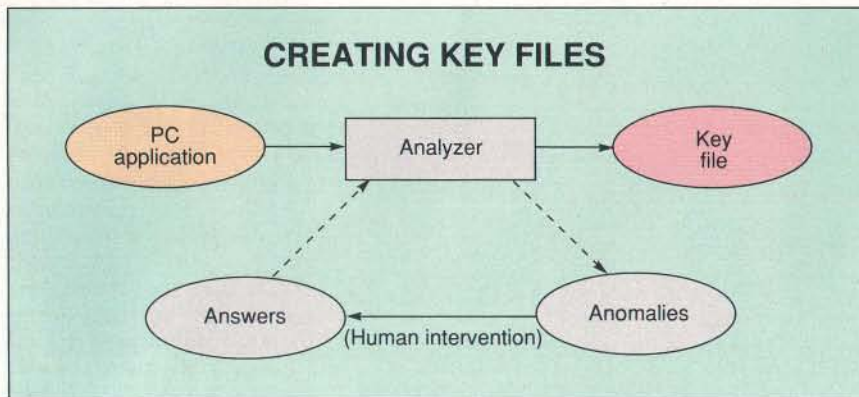 CREATING KEY FILES
PC
application
Analyzer
Key
file
Answers
(Human intervention)
Anomalies